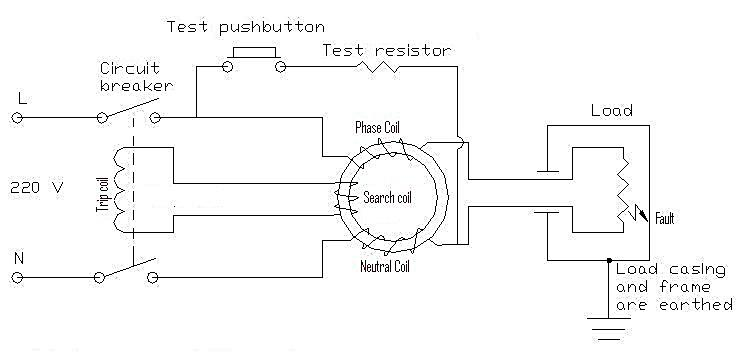 Test pushbutton
Test resistor
Circuit
breaker
L
Load
Phase Coil
220 V
Trip coil
Search coil
Fault
N
Neutral Coil
Load casing
and frame
are earthed